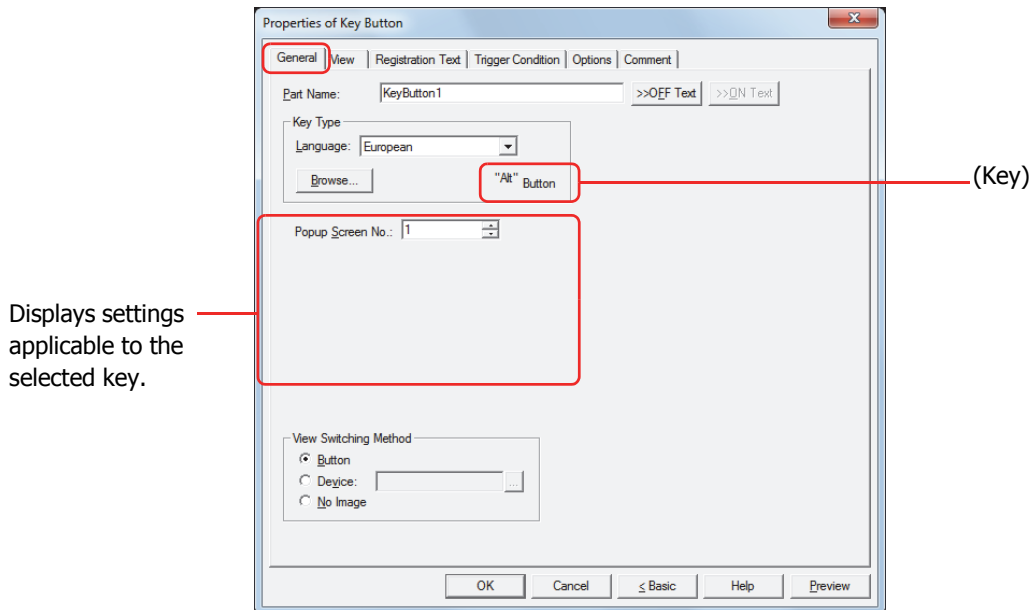 Properties of Key Button
General View Registration Text Trigger Condition Options Comment
Part Name: KeyButton1 >>OFF Text >>ON Text
Key Type
Language: European
Browse... "Alt" Button
(Key)
Popup Screen No.: 1
Displays settings
applicable to the
selected key.
View Switching Method
Button
Device: ...
No Image
OK Cancel < Basic Help Preview